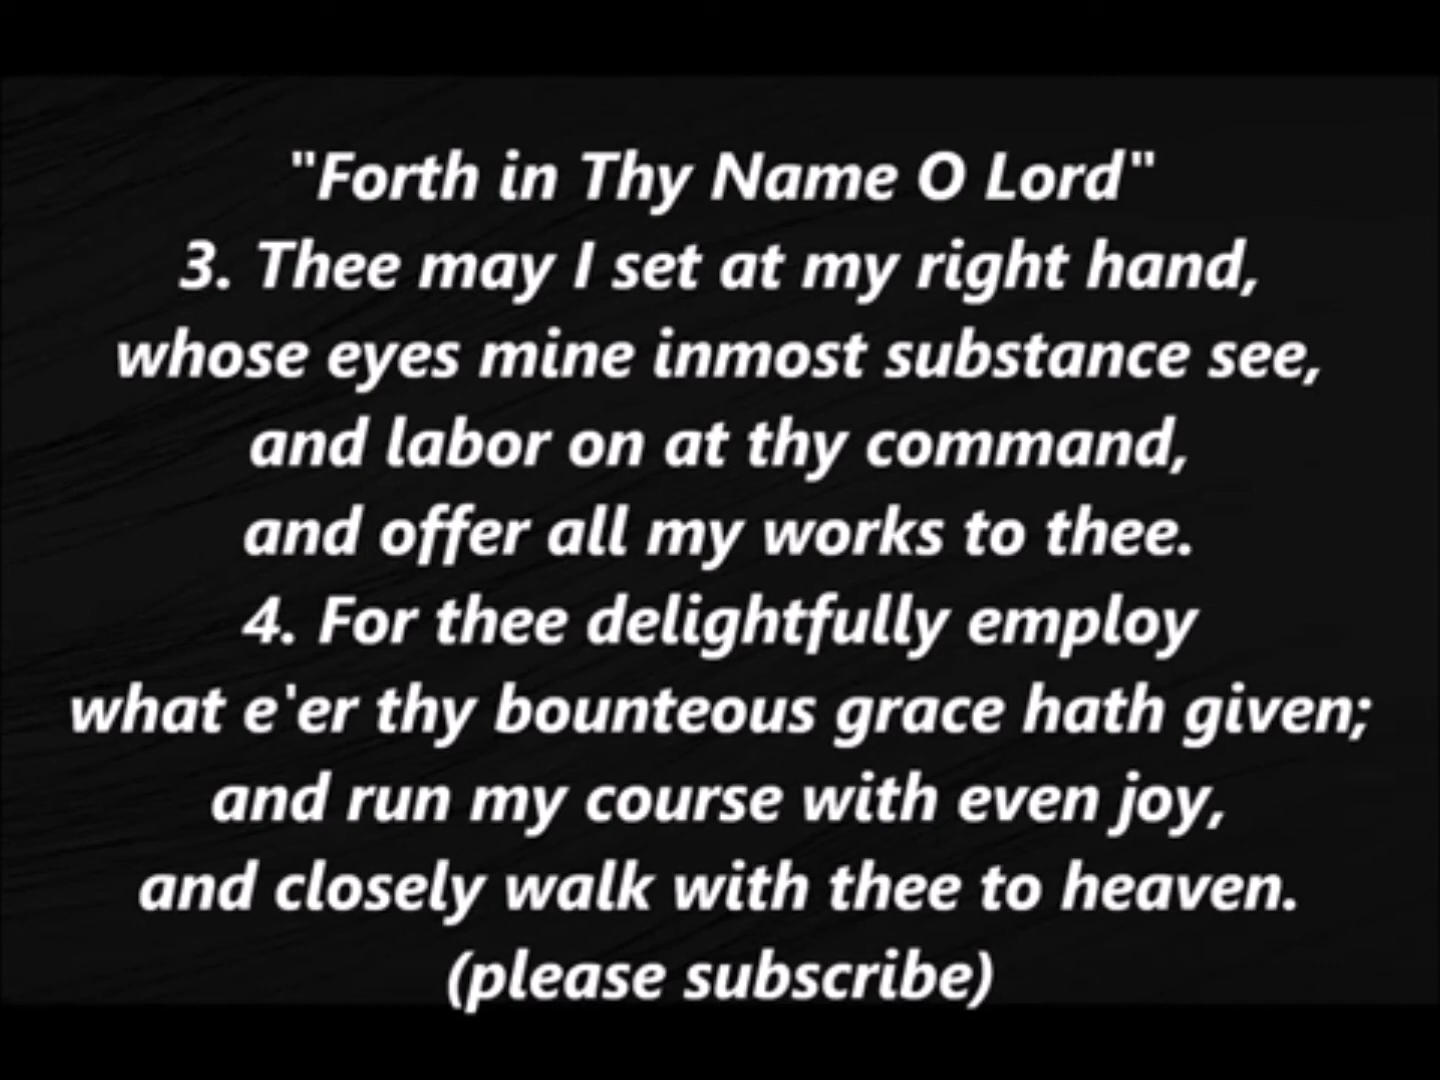 "Forth in Thy Name O Lord"
3. Thee may I set at my right hand,
whose eyes mine inmost substance see,
and labor on at thy command,
and offer all my works to thee.
4. For thee delightfully employ
what e'er thy bounteous grace hath given;
and run my course with even joy,
and closely walk with thee to heaven.
(please subscribe)